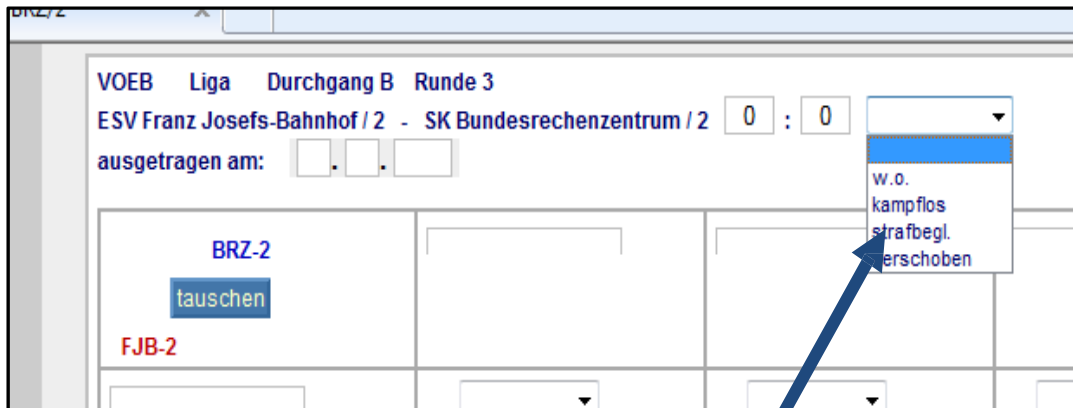 BRZ/2
VOEB Liga Durchgang B Runde 3
ESV Franz Josefs-Bahnhof / 2 - SK Bundesrechenzentrum / 2 0 : 0
ausgetragen am: . .
w.o.
kampflos
strafbegl.
verschoben
BRZ-2
tauschen
FJB-2